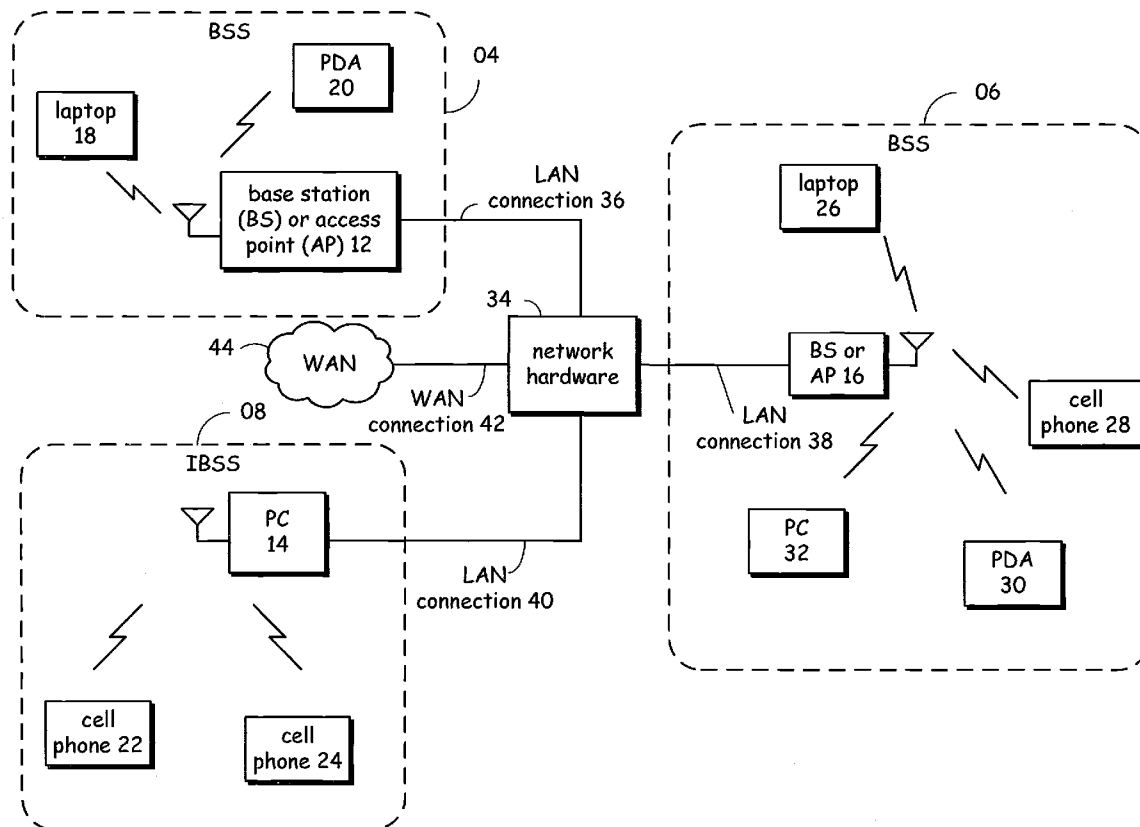 BSS
04
PDA
20
laptop
18
base station
(BS) or access
point (AP) 12
LAN
connection 36
06
BSS
laptop
26
34
network
hardware
44
WAN
WAN
connection 42
BS or
AP 16
LAN
connection 38
cell
phone 28
PC
32
PDA
30
08
IBSS
PC
14
LAN
connection 40
cell
phone 22
cell
phone 24